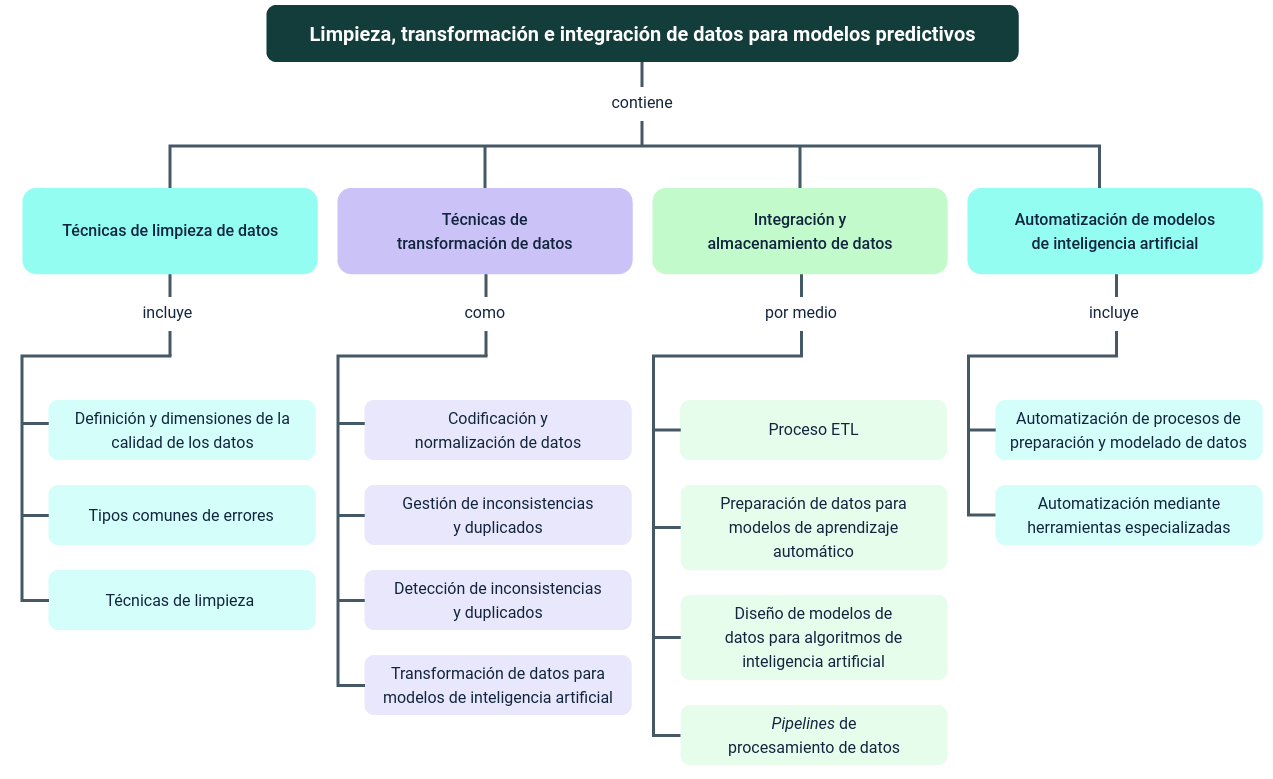 Limpieza, transformación e integración de datos para modelos predictivos
contiene
Técnicas de limpieza de datos
incluye
Definición y dimensiones de la
calidad de los datos
Tipos comunes de errores
Técnicas de limpieza
Técnicas de
transformación de datos
como
Codificación y
normalización de datos
Gestión de inconsistencias
y duplicados
Detección de inconsistencias
y duplicados
Transformación de datos para
modelos de inteligencia artificial
Integración y
almacenamiento de datos
por medio
Proceso ETL
Preparación de datos para
modelos de aprendizaje
automático
Diseño de modelos de
datos para algoritmos de
inteligencia artificial
Pipelines de
procesamiento de datos
Automatización de modelos
de inteligencia artificial
incluye
Automatización de procesos de
preparación y modelado de datos
Automatización mediante
herramientas especializadas